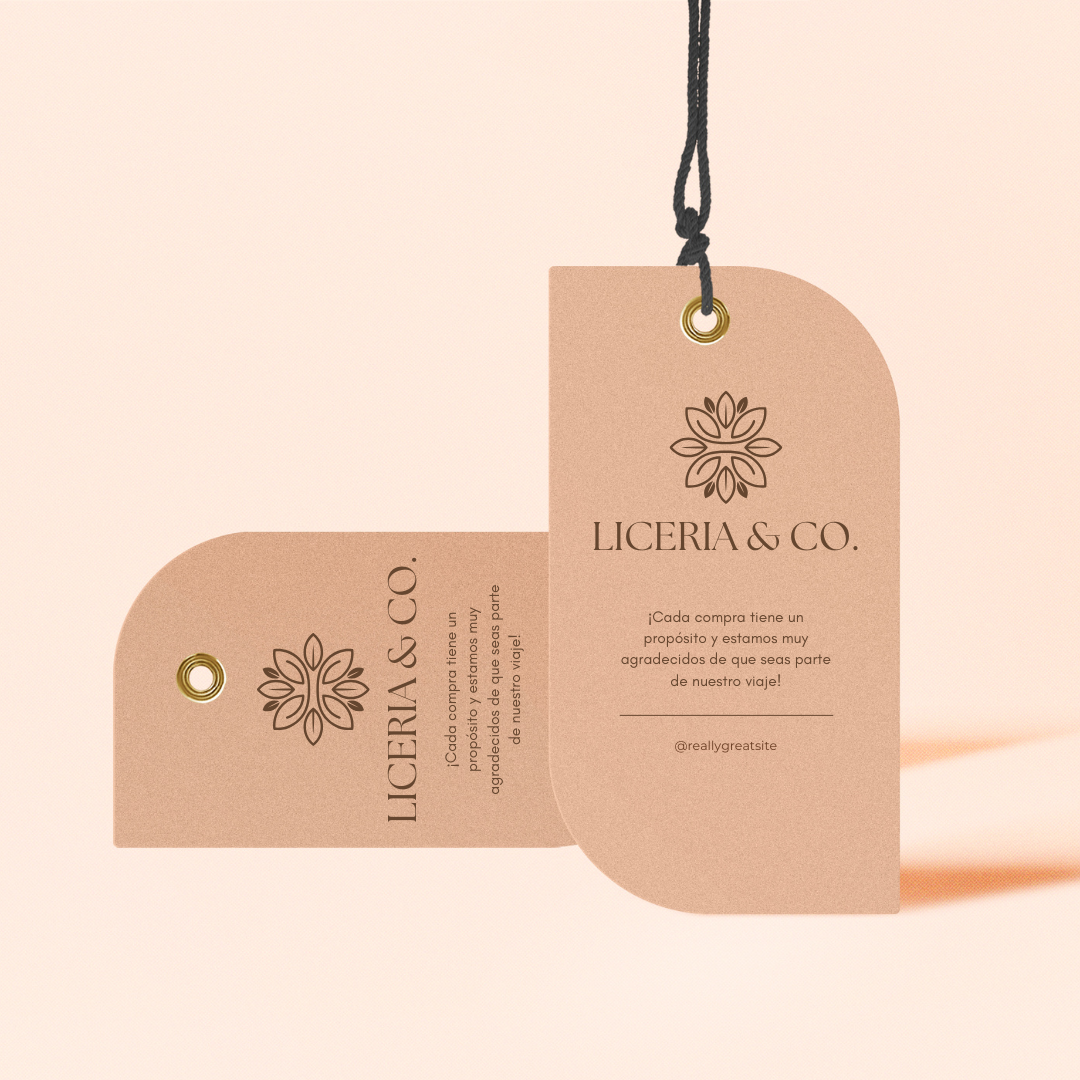 LICERIA & CO.
¡Cada compra tiene un
propósito y estamos muy
agradecidos de que seas parte
de nuestro viaje!
LICERIA & CO.
¡Cada compra tiene un
propósito y estamos muy
agradecidos de que seas parte
de nuestro viaje!
@reallygreatsite